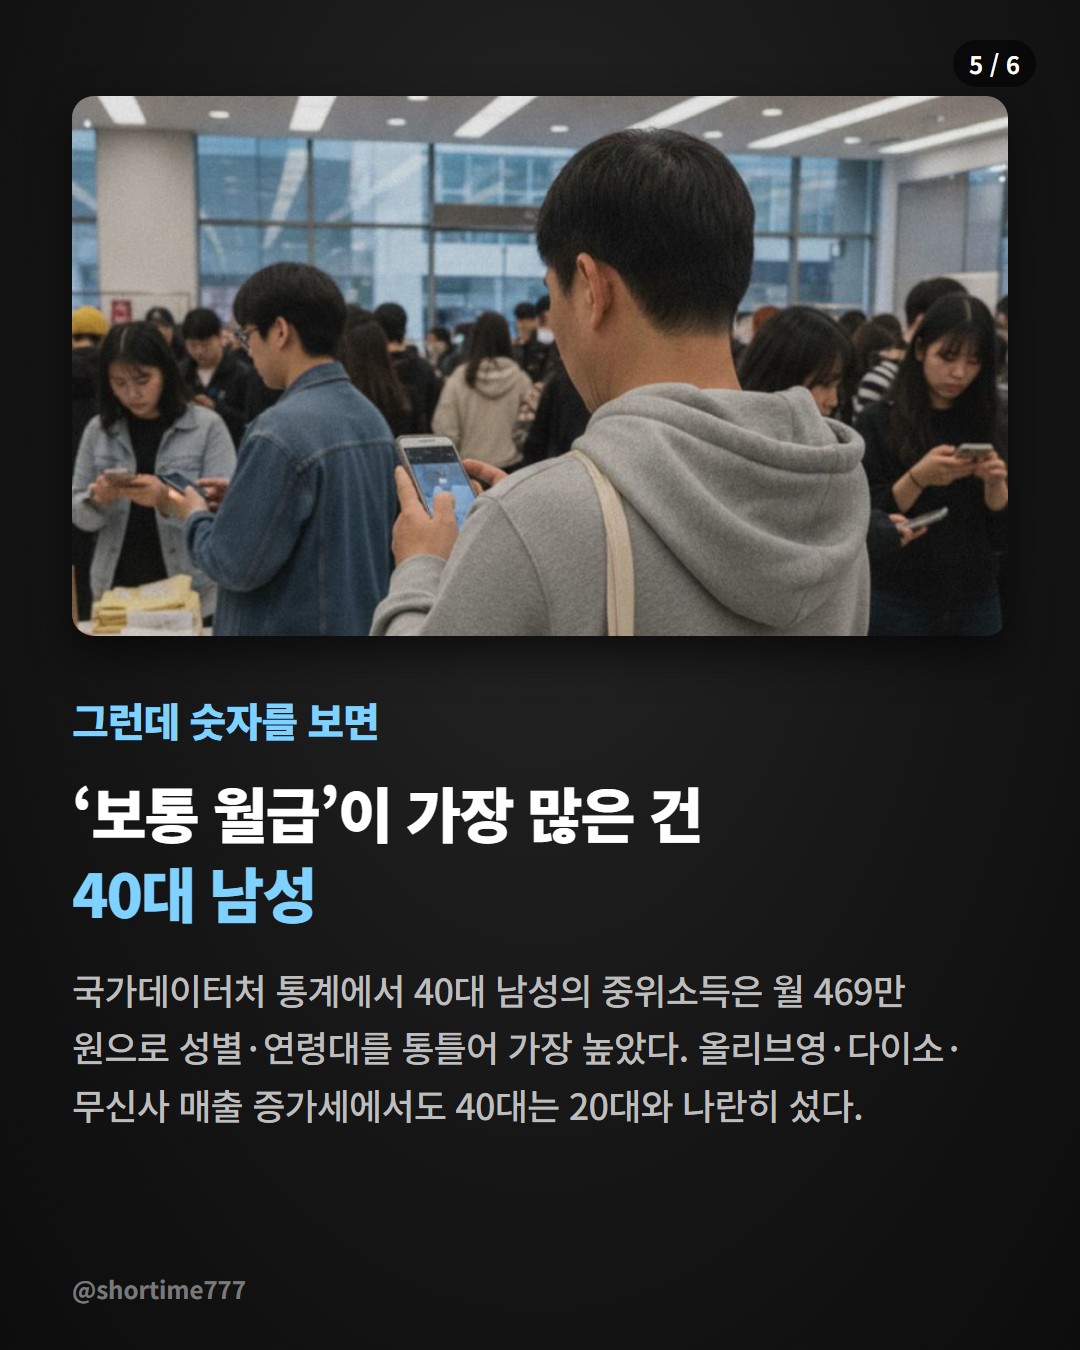 5 / 6
그런데 숫자를 보면
‘보통 월급’이 가장 많은 건
40대 남성
국가데이터처 통계에서 40대 남성의 중위소득은 월 469만
원으로 성별·연령대를 통틀어 가장 높았다. 올리브영·다이소·
무신사 매출 증가세에서도 40대는 20대와 나란히 섰다.
@shortime777